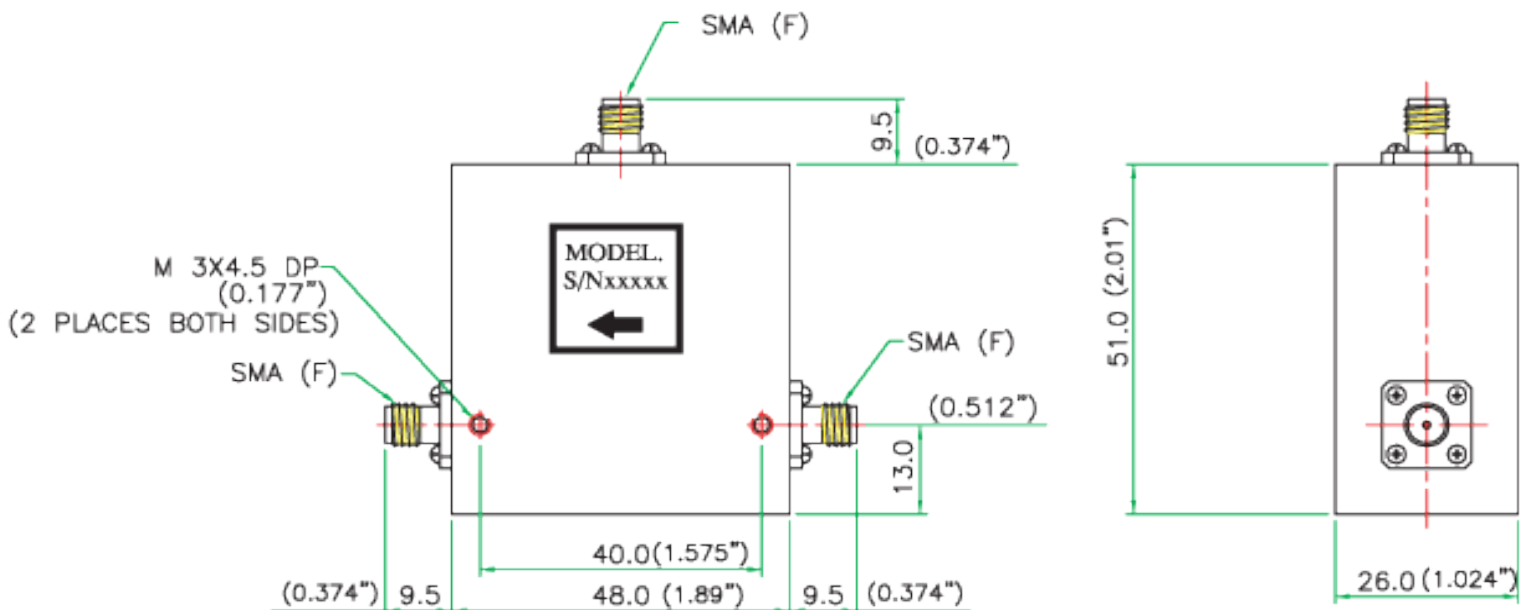 SMA (F)
9.5
(0.374")
MODEL.
S/Nxxxxx
M 3X4.5 DP
(0.177")
(2 PLACES BOTH SIDES)
SMA (F)
SMA (F)
(0.512")
13.0
40.0(1.575")
(0.374") 9.5 48.0 (1.89") 9.5 (0.374")
51.0 (2.01")
26.0 (1.024")